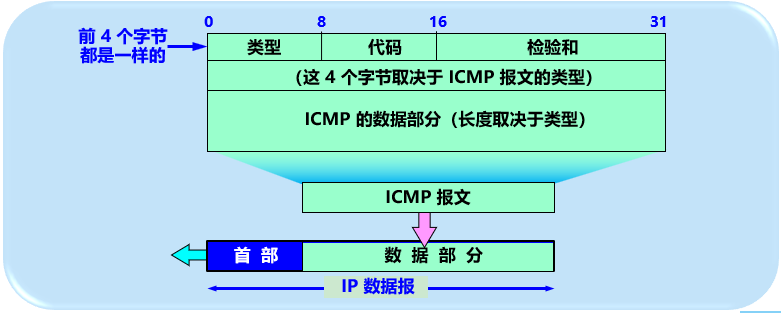 0 8 16 31
前 4 个字节
都是一样的
类型 代码 检验和
（这 4 个字节取决于 ICMP 报文的类型）
ICMP 的数据部分（长度取决于类型）
ICMP 报文
首 部 数 据 部 分
IP 数据报